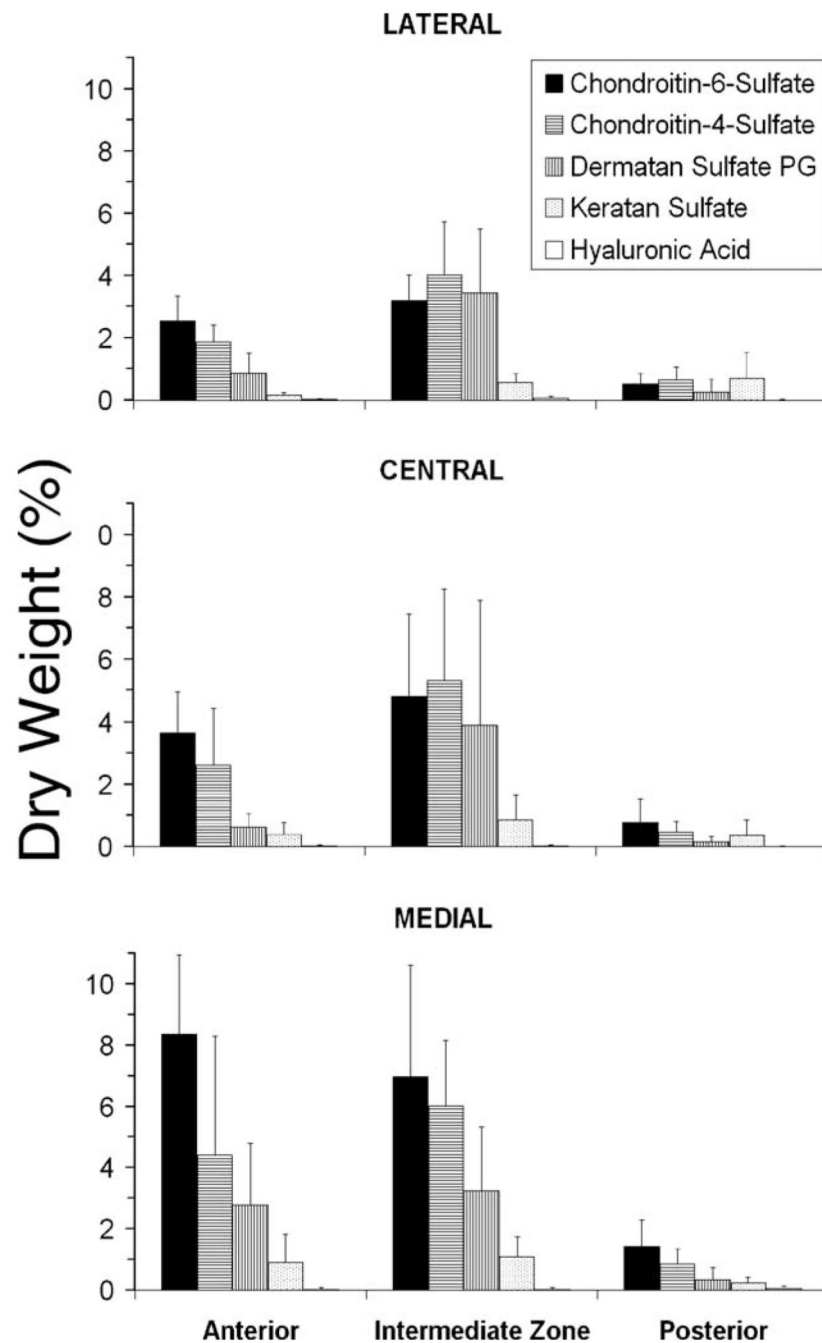 LATERAL
10
8
6
4
2
0
Chondroitin-6-Sulfate
Chondroitin-4-Sulfate
Dermatan Sulfate PG
Keratan Sulfate
Hyaluronic Acid
Dry Weight (%)
CENTRAL
0
8
6
4
2
0
MEDIAL
10
8
6
4
2
0
Anterior Intermediate Zone Posterior